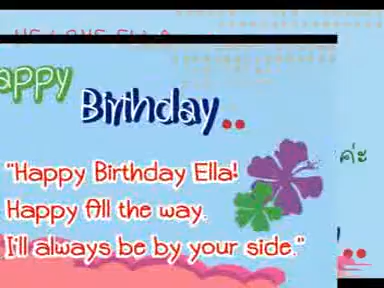 appy
Birthday..
"Happy Birthday Ella!
Happy All the way.
I'll always be by your side."
ค่ะ